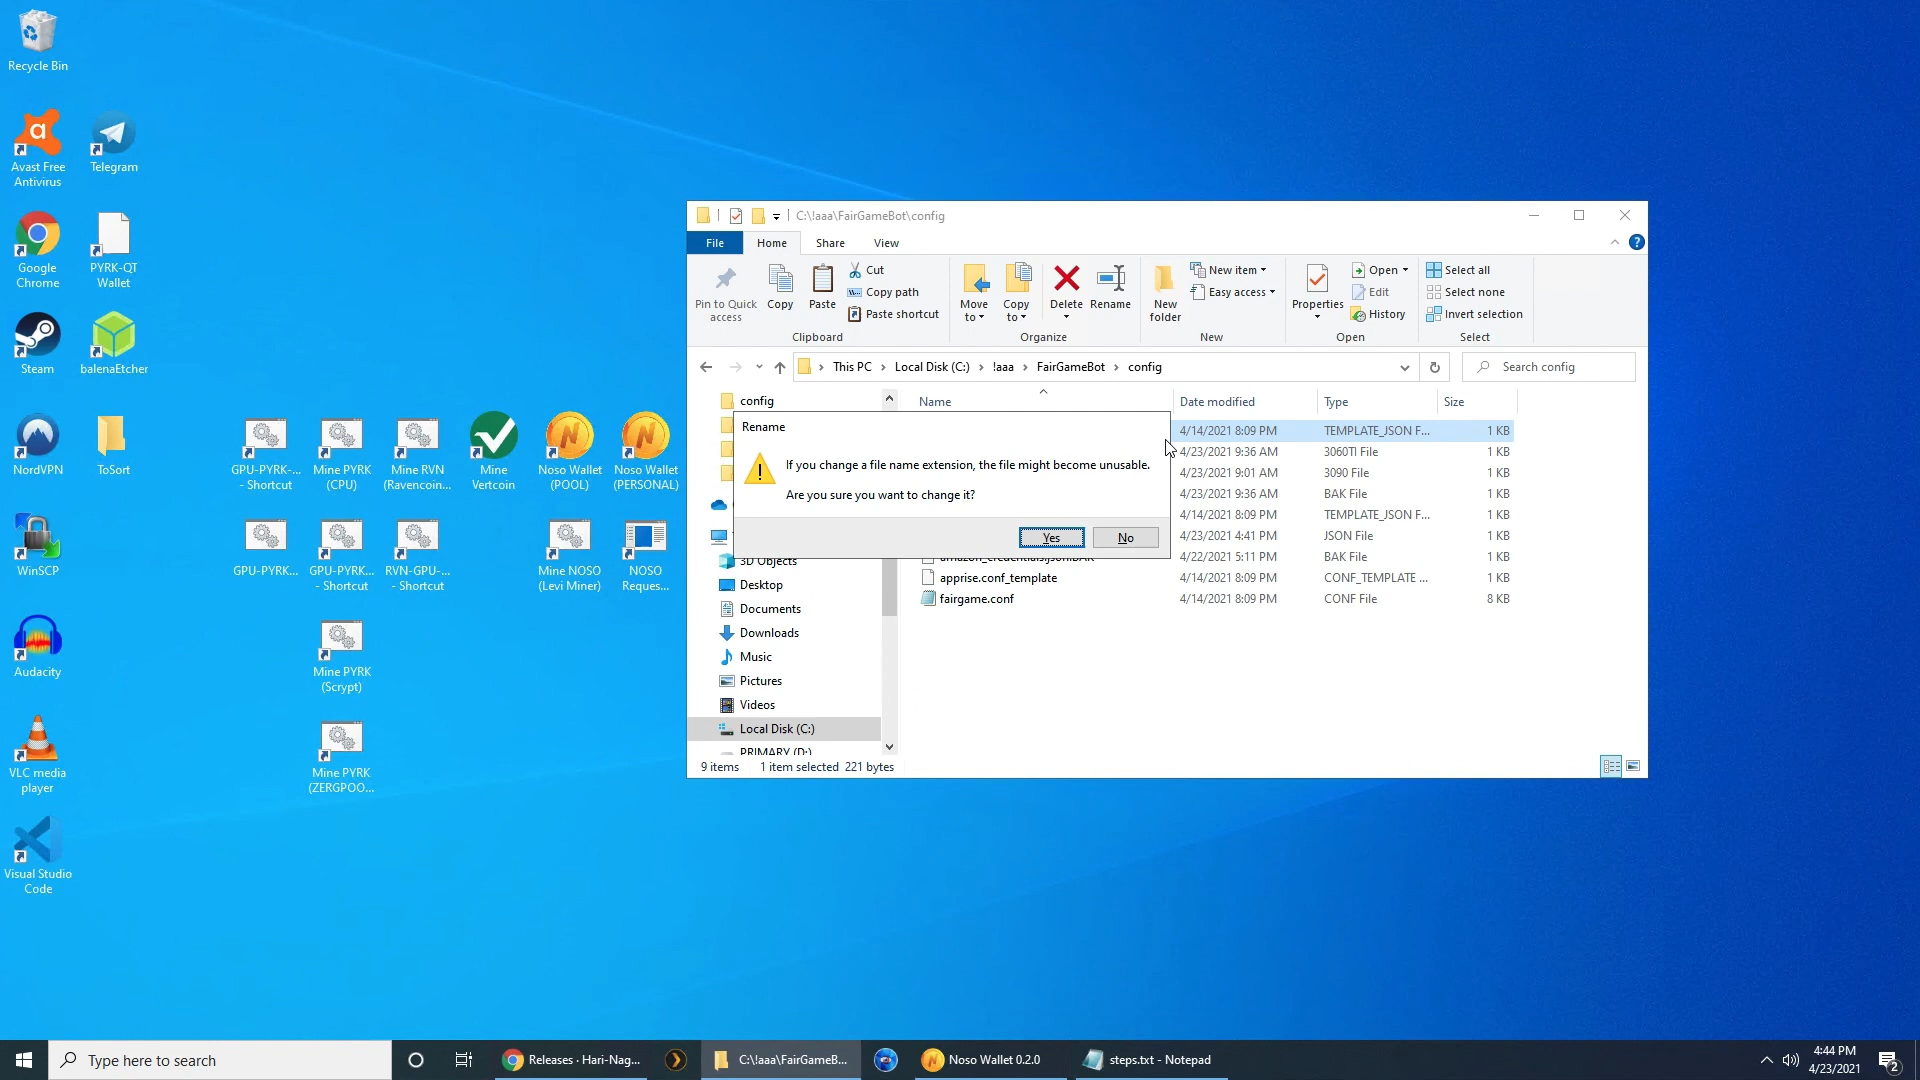 Recycle Bin
Avast Free
Antivirus
Telegram
Google
Chrome
PYRK-QT
Wallet
Steam
balenaEtcher
NordVPN
ToSort
WinSCP
Audacity
VLC media
player
Visual Studio
Code
GPU-PYRK-...
- Shortcut
Mine PYRK
(CPU)
Mine RVN
(Ravencoin...
Mine
Vertcoin
Noso Wallet
(POOL)
Noso Wallet
(PERSONAL)
GPU-PYRK...
GPU-PYRK...
- Shortcut
RVN-GPU-...
- Shortcut
Mine NOSO
(Levi Miner)
NOSO
Reques...
Mine PYRK
(Scrypt)
Mine PYRK
(ZERGPOO...
C:\!aaa\FairGameBot\config
File Home Share View
Pin to Quick
access
Copy
Paste
Cut
Copy path
Paste shortcut
Clipboard
Move
to
Copy
to
Delete
Rename
Organize
New
folder
New item
Easy access
New
Properties
Open
Edit
History
Open
Select all
Select none
Invert selection
Select
This PC > Local Disk (C:) > !aaa > FairGameBot > config
Search config
config
Name Date modified Type Size
4/14/2021 8:09 PM TEMPLATE_JSON F... 1 KB
4/23/2021 9:36 AM 3060TI File 1 KB
4/23/2021 9:01 AM 3090 File 1 KB
4/23/2021 9:36 AM BAK File 1 KB
4/14/2021 8:09 PM TEMPLATE_JSON F... 1 KB
4/23/2021 4:41 PM JSON File 1 KB
4/22/2021 5:11 PM BAK File 1 KB
apprise.conf_template 4/14/2021 8:09 PM CONF_TEMPLATE ... 1 KB
fairgame.conf 4/14/2021 8:09 PM CONF File 8 KB
Rename
If you change a file name extension, the file might become unusable.
Are you sure you want to change it?
Yes No
3D Objects
Desktop
Documents
Downloads
Music
Pictures
Videos
Local Disk (C:)
PRIMARY (D:)
9 items 1 item selected 221 bytes
Type here to search
Releases · Hari-Nag...
C:\!aaa\FairGameB...
Noso Wallet 0.2.0
steps.txt - Notepad
4:44 PM
4/23/2021
2